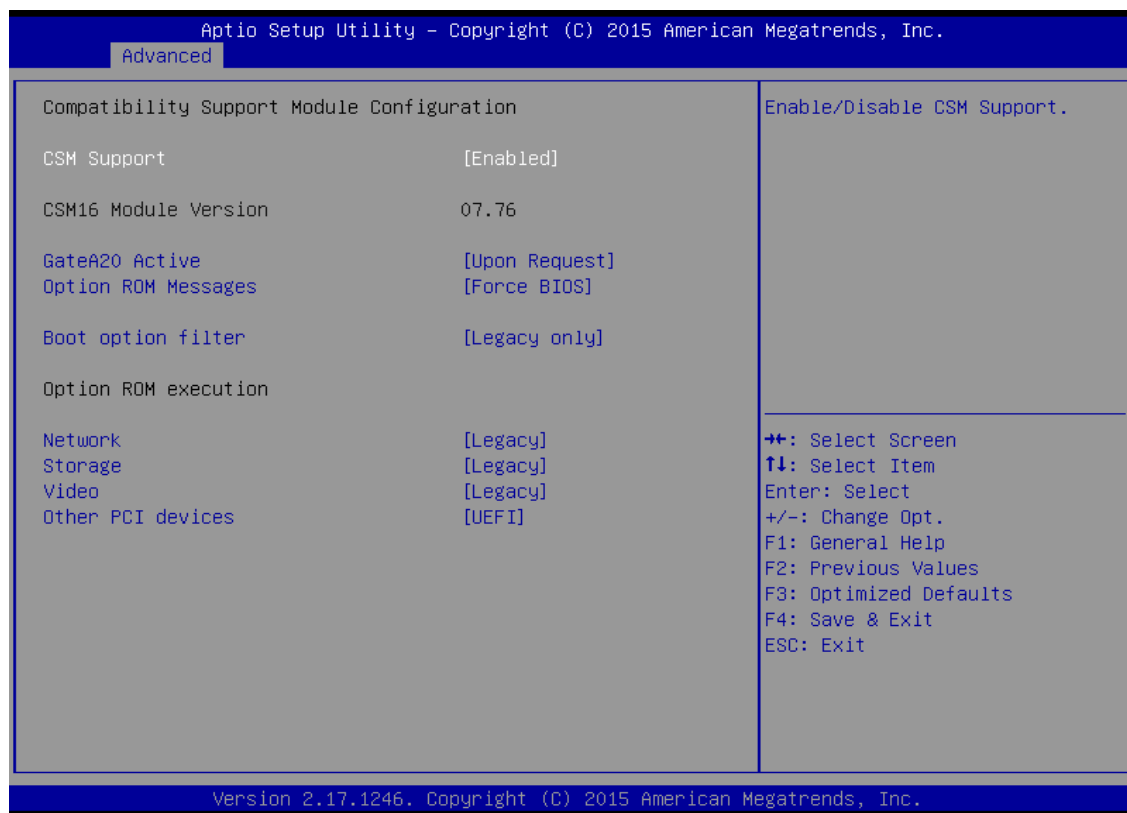 Aptio Setup Utility – Copyright (C) 2015 American Megatrends, Inc.
Advanced
Compatibility Support Module Configuration
CSM Support [Enabled]
CSM16 Module Version 07.76
GateA20 Active [Upon Request]
Option ROM Messages [Force BIOS]
Boot option filter [Legacy only]
Option ROM execution
Network [Legacy]
Storage [Legacy]
Video [Legacy]
Other PCI devices [UEFI]
Enable/Disable CSM Support.
→←: Select Screen
↑↓: Select Item
Enter: Select
+/-: Change Opt.
F1: General Help
F2: Previous Values
F3: Optimized Defaults
F4: Save & Exit
ESC: Exit
Version 2.17.1246. Copyright (C) 2015 American Megatrends, Inc.